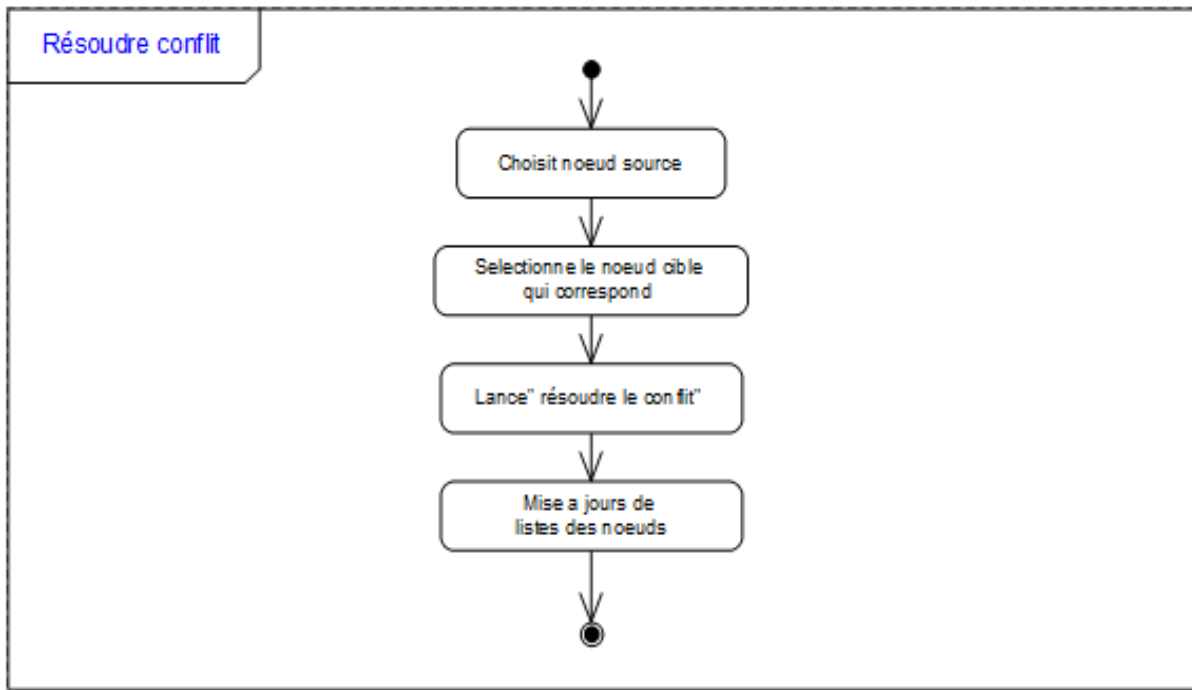 Résoudre conflit
Choisit noeud source
Selectionne le noeud cible
qui correspond
Lance" résoudre le conflit"
Mise a jours de
listes des noeuds